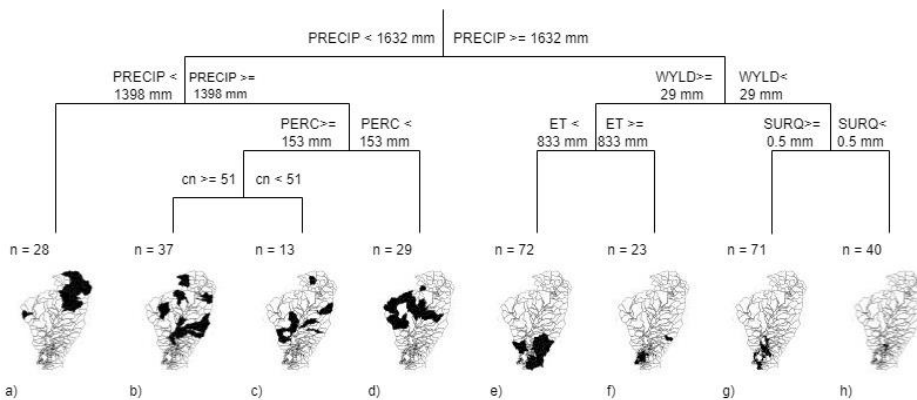 PRECIP < 1632 mm PRECIP >= 1632 mm
PRECIP < 1398 mm
PRECIP >= 1398 mm
WYLD>= 29 mm
WYLD< 29 mm
PERC>= 153 mm
PERC < 153 mm
ET < 833 mm
ET >= 833 mm
SURQ>= 0.5 mm
SURQ< 0.5 mm
cn >= 51 cn < 51
n = 28 n = 37 n = 13 n = 29 n = 72 n = 23 n = 71 n = 40
a) b) c) d) e) f) g) h)